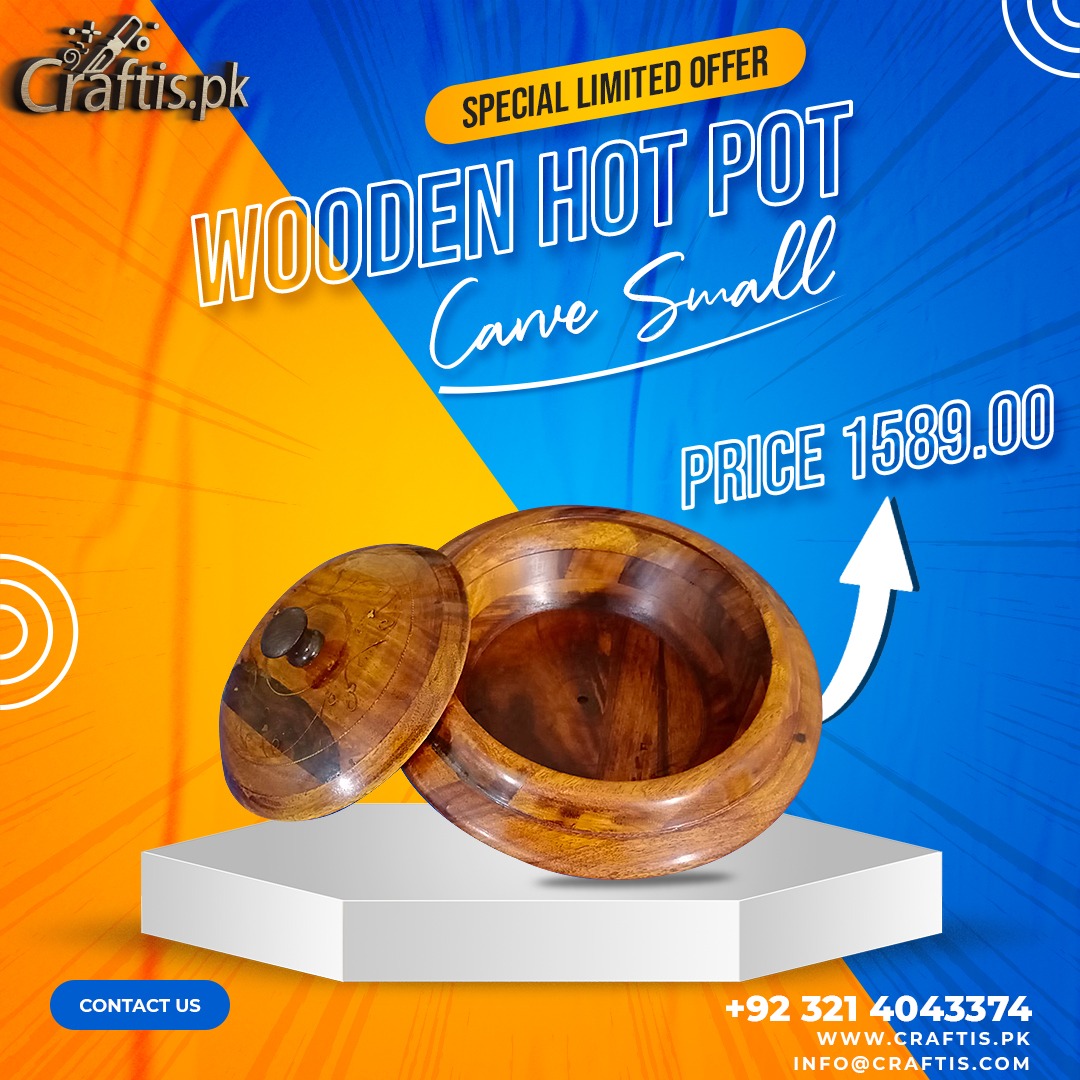 Craftis.pk
SPECIAL LIMITED OFFER
WOODEN HOT POT
Carve Small
PRICE 1589.00
CONTACT US
+92 321 4043374
WWW.CRAFTIS.PK
INFO@CRAFTIS.COM